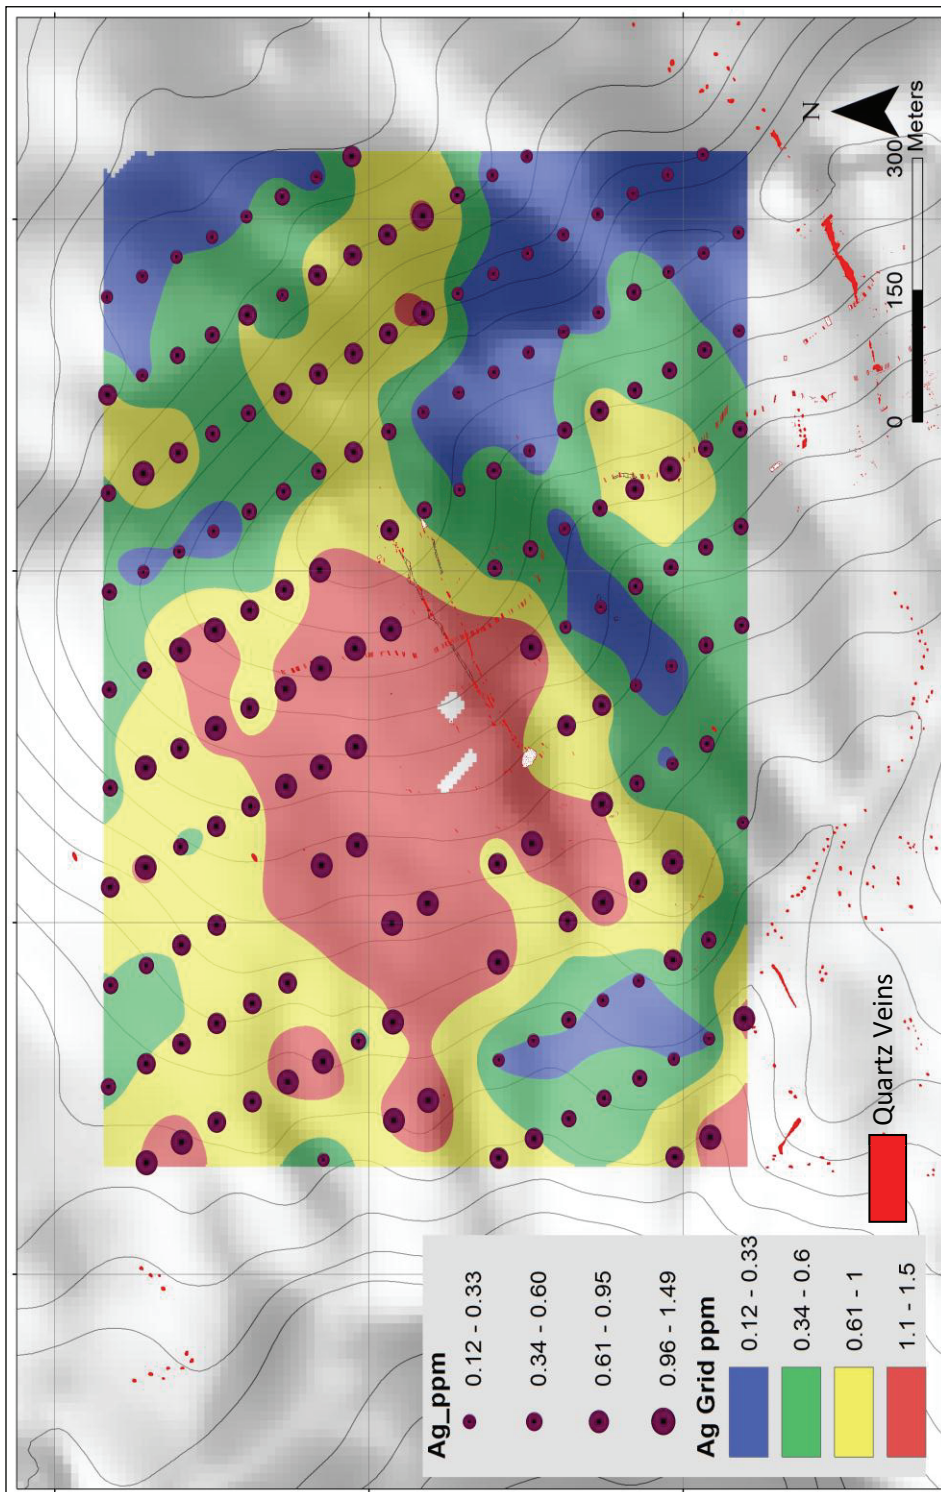 Ag_ppm
0.12 - 0.33
0.34 - 0.60
0.61 - 0.95
0.96 - 1.49
Ag Grid ppm
0.12 - 0.33
0.34 - 0.6
0.61 - 1
1.1 - 1.5
Quartz Veins
N
0 150 300
Meters